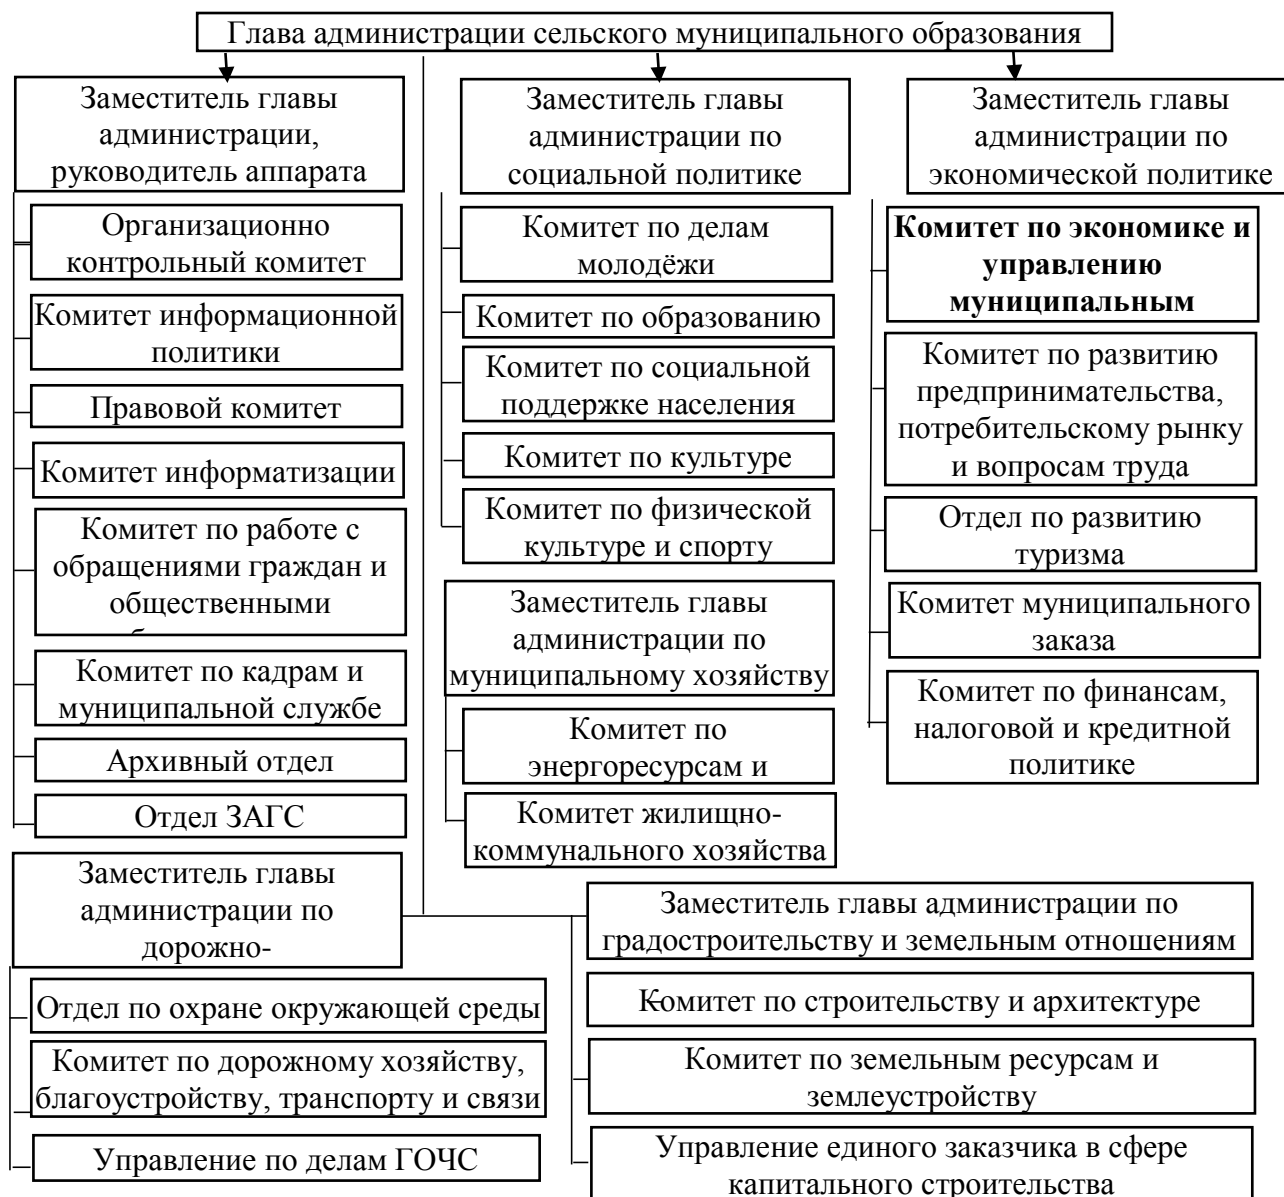 Глава администрации сельского муниципального образования
Заместитель главы
администрации,
руководитель аппарата
Организационно
контрольный комитет
Комитет информационной
политики
Правовой комитет
Комитет информатизации
Комитет по работе с
обращениями граждан и
общественными
Комитет по кадрам и
муниципальной службе
Архивный отдел
Отдел ЗАГС
Заместитель главы
администрации по
социальной политике
Комитет по делам
молодёжи
Комитет по образованию
Комитет по социальной
поддержке населения
Комитет по культуре
Комитет по физической
культуре и спорту
Заместитель главы
администрации по
муниципальному хозяйству
Комитет по
энергоресурсам и
Комитет жилищно-
коммунального хозяйства
Заместитель главы
администрации по
экономической политике
Комитет по экономике и
управлению
муниципальным
Комитет по развитию
предпринимательства,
потребительскому рынку
и вопросам труда
Отдел по развитию
туризма
Комитет муниципального
заказа
Комитет по финансам,
налоговой и кредитной
политике
Заместитель главы
администрации по
дорожно-
Отдел по охране окружающей среды
Комитет по дорожному хозяйству,
благоустройству, транспорту и связи
Управление по делам ГОЧС
Заместитель главы администрации по
градостроительству и земельным отношениям
Комитет по строительству и архитектуре
Комитет по земельным ресурсам и
землеустройству
Управление единого заказчика в сфере
капитального строительства